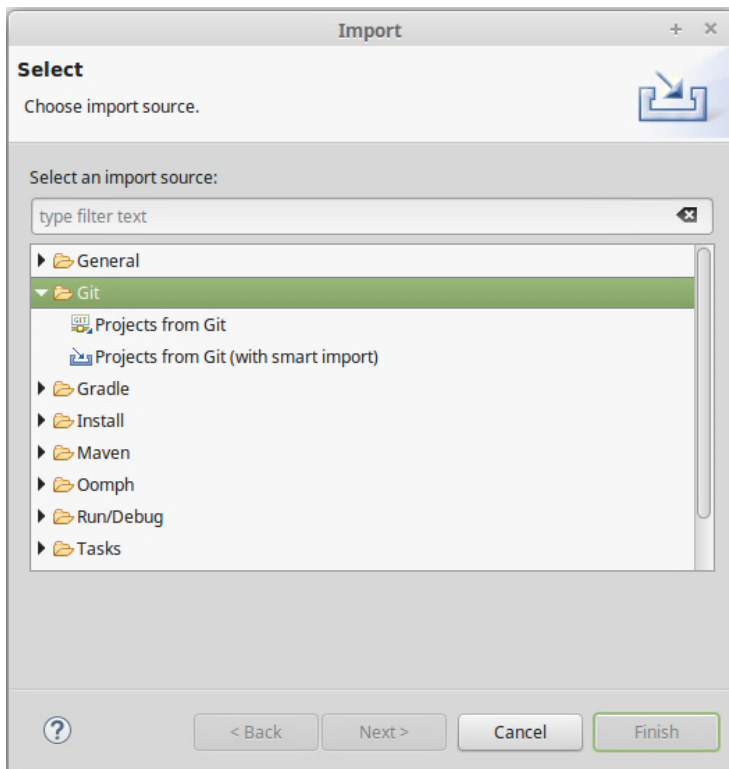 Import
Select
Choose import source.
Select an import source:
type filter text
General
Git
GIT
Projects from Git
Projects from Git (with smart import)
Gradle
Install
Maven
Oomph
Run/Debug
Tasks
? < Back Next > Cancel Finish